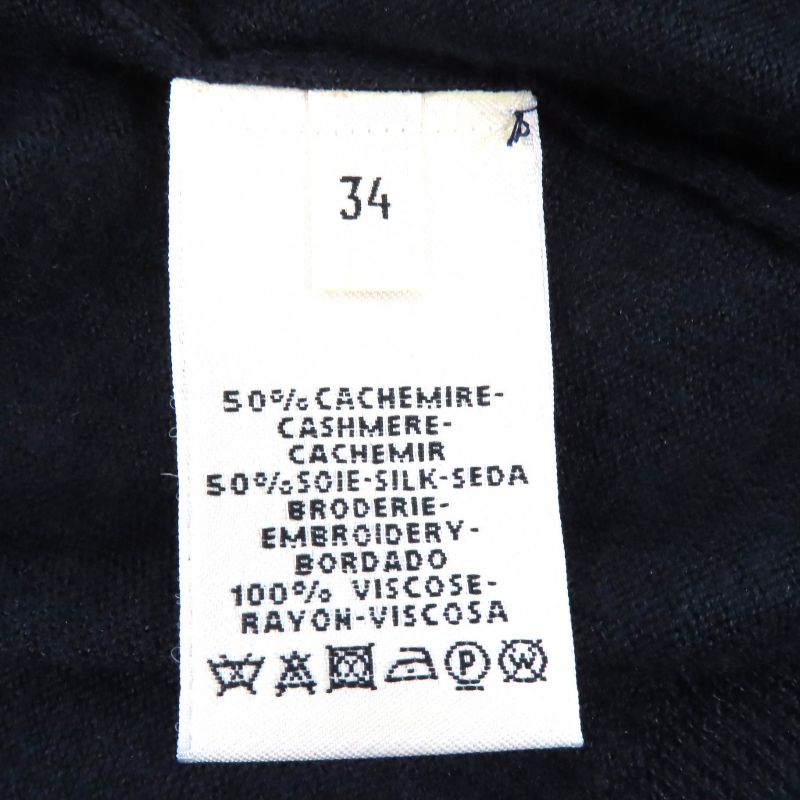 34
50% CACHEMIRE-
CASHMERE-
CACHEMIR
50% SOIE-SILK-SEDA
BRODERIE-
EMBROIDERY-
BORDADO
100% VISCOSE-
RAYON-VISCOSA
P W